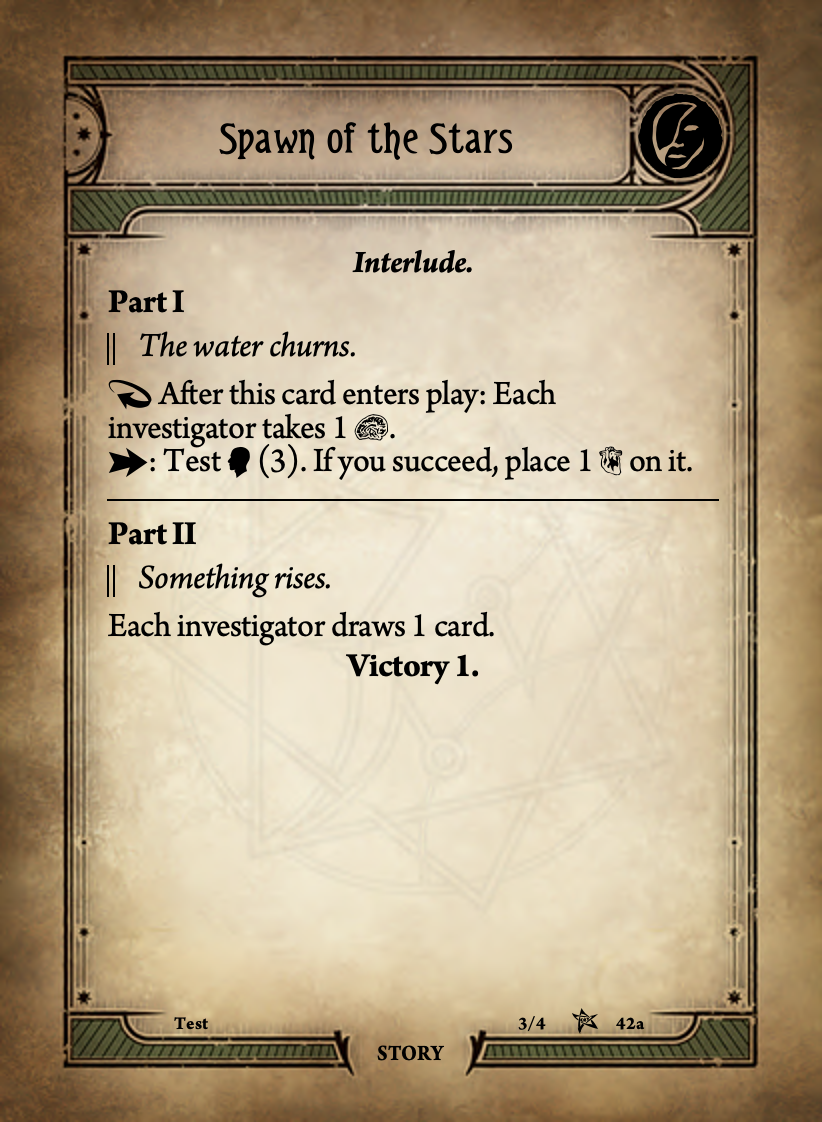 Spawn of the Stars
Interlude.
Part I
The water churns.
After this card enters play: Each
investigator takes 1 .
: Test (3). If you succeed, place 1 on it.
Part II
Something rises.
Each investigator draws 1 card.
Victory 1.
Test 3/4 42a
STORY